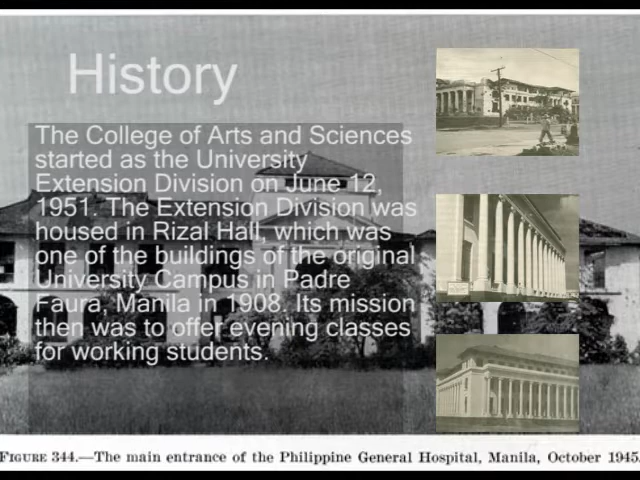 History
The College of Arts and Sciences
started as the University
Extension Division on June 12,
1951. The Extension Division was
housed in Rizal Hall, which was
one of the buildings of the original
University Campus in Padre
Faura, Manila in 1908. Its mission
then was to offer evening classes
for working students.
FIGURE 344.—The main entrance of the Philippine General Hospital, Manila, October 1945.